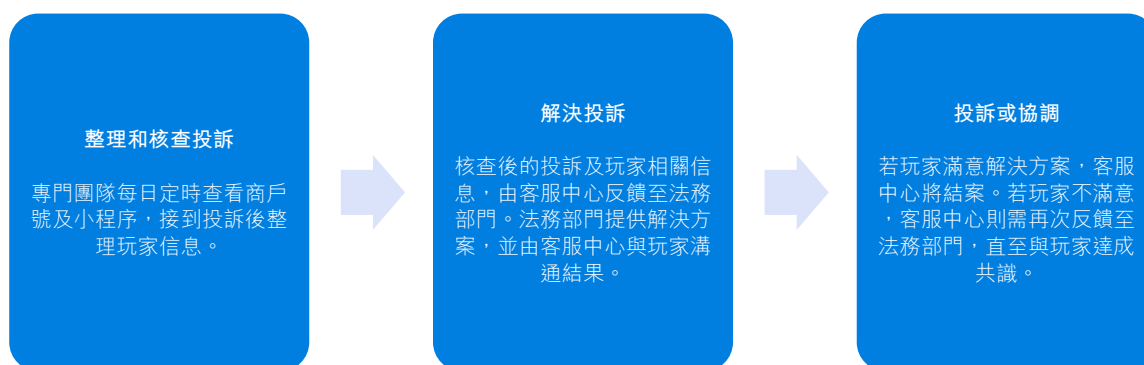 整理和核查投訴
專門團隊每日定時查看商戶
號及小程序，接到投訴後整
理玩家信息。
解決投訴
核查後的投訴及玩家相關信
息，由客服中心反饋至法務
部門。法務部門提供解決方
案，並由客服中心與玩家溝
通結果。
投訴或協調
若玩家滿意解決方案，客服
中心將結案。若玩家不滿意
，客服中心則需再次反饋至
法務部門，直至與玩家達成
共識。